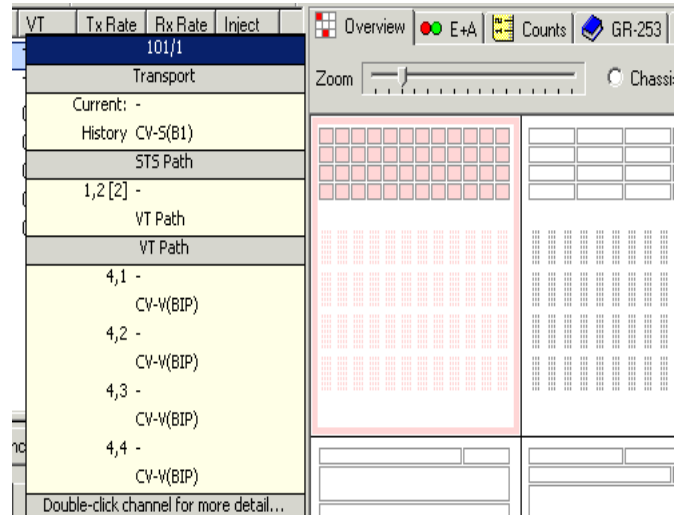 VT Tx Rate Rx Rate Inject
101/1
Transport
Current: -
History CV-S(B1)
STS Path
1,2 [2] -
VT Path
VT Path
4,1 -
CV-V(BIP)
4,2 -
CV-V(BIP)
4,3 -
CV-V(BIP)
4,4 -
CV-V(BIP)
Double-click channel for more detail...
Overview E+A Counts GR-253
Zoom Chassis